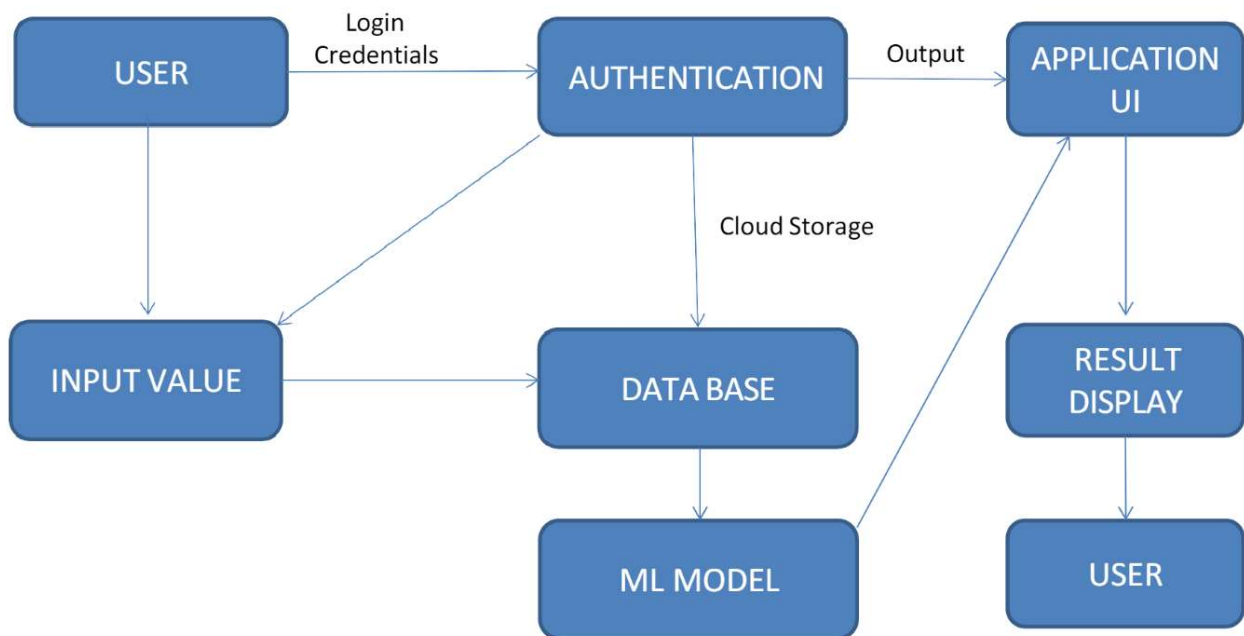 USER
Login
Credentials
AUTHENTICATION
Output
APPLICATION
UI
Cloud Storage
INPUT VALUE
DATA BASE
RESULT
DISPLAY
ML MODEL
USER